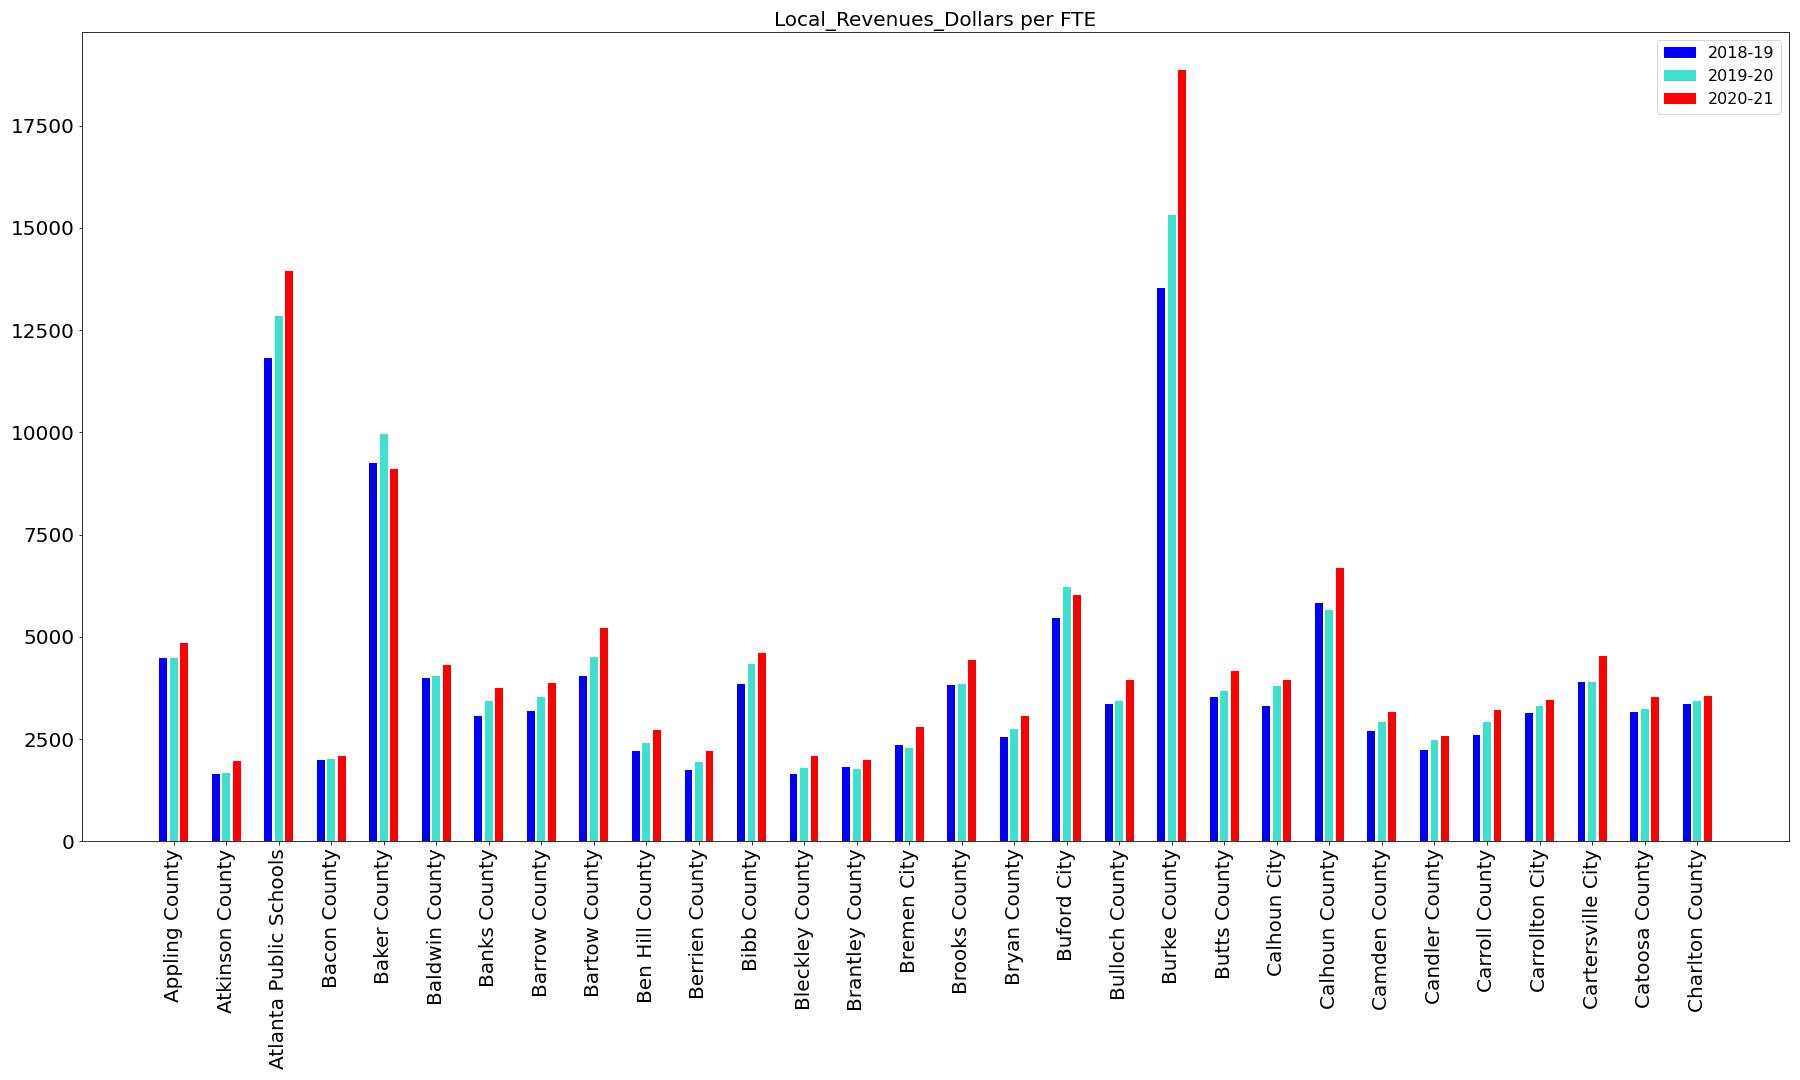 Local_Revenues_Dollars per FTE
2018-19
2019-20
2020-21
17500
15000
12500
10000
7500
5000
2500
0
Appling County
Atkinson County
Atlanta Public Schools
Bacon County
Baker County
Baldwin County
Banks County
Barrow County
Bartow County
Ben Hill County
Berrien County
Bibb County
Bleckley County
Brantley County
Bremen City
Brooks County
Bryan County
Buford City
Bulloch County
Burke County
Butts County
Calhoun City
Calhoun County
Camden County
Candler County
Carroll County
Carrollton City
Cartersville City
Catoosa County
Charlton County